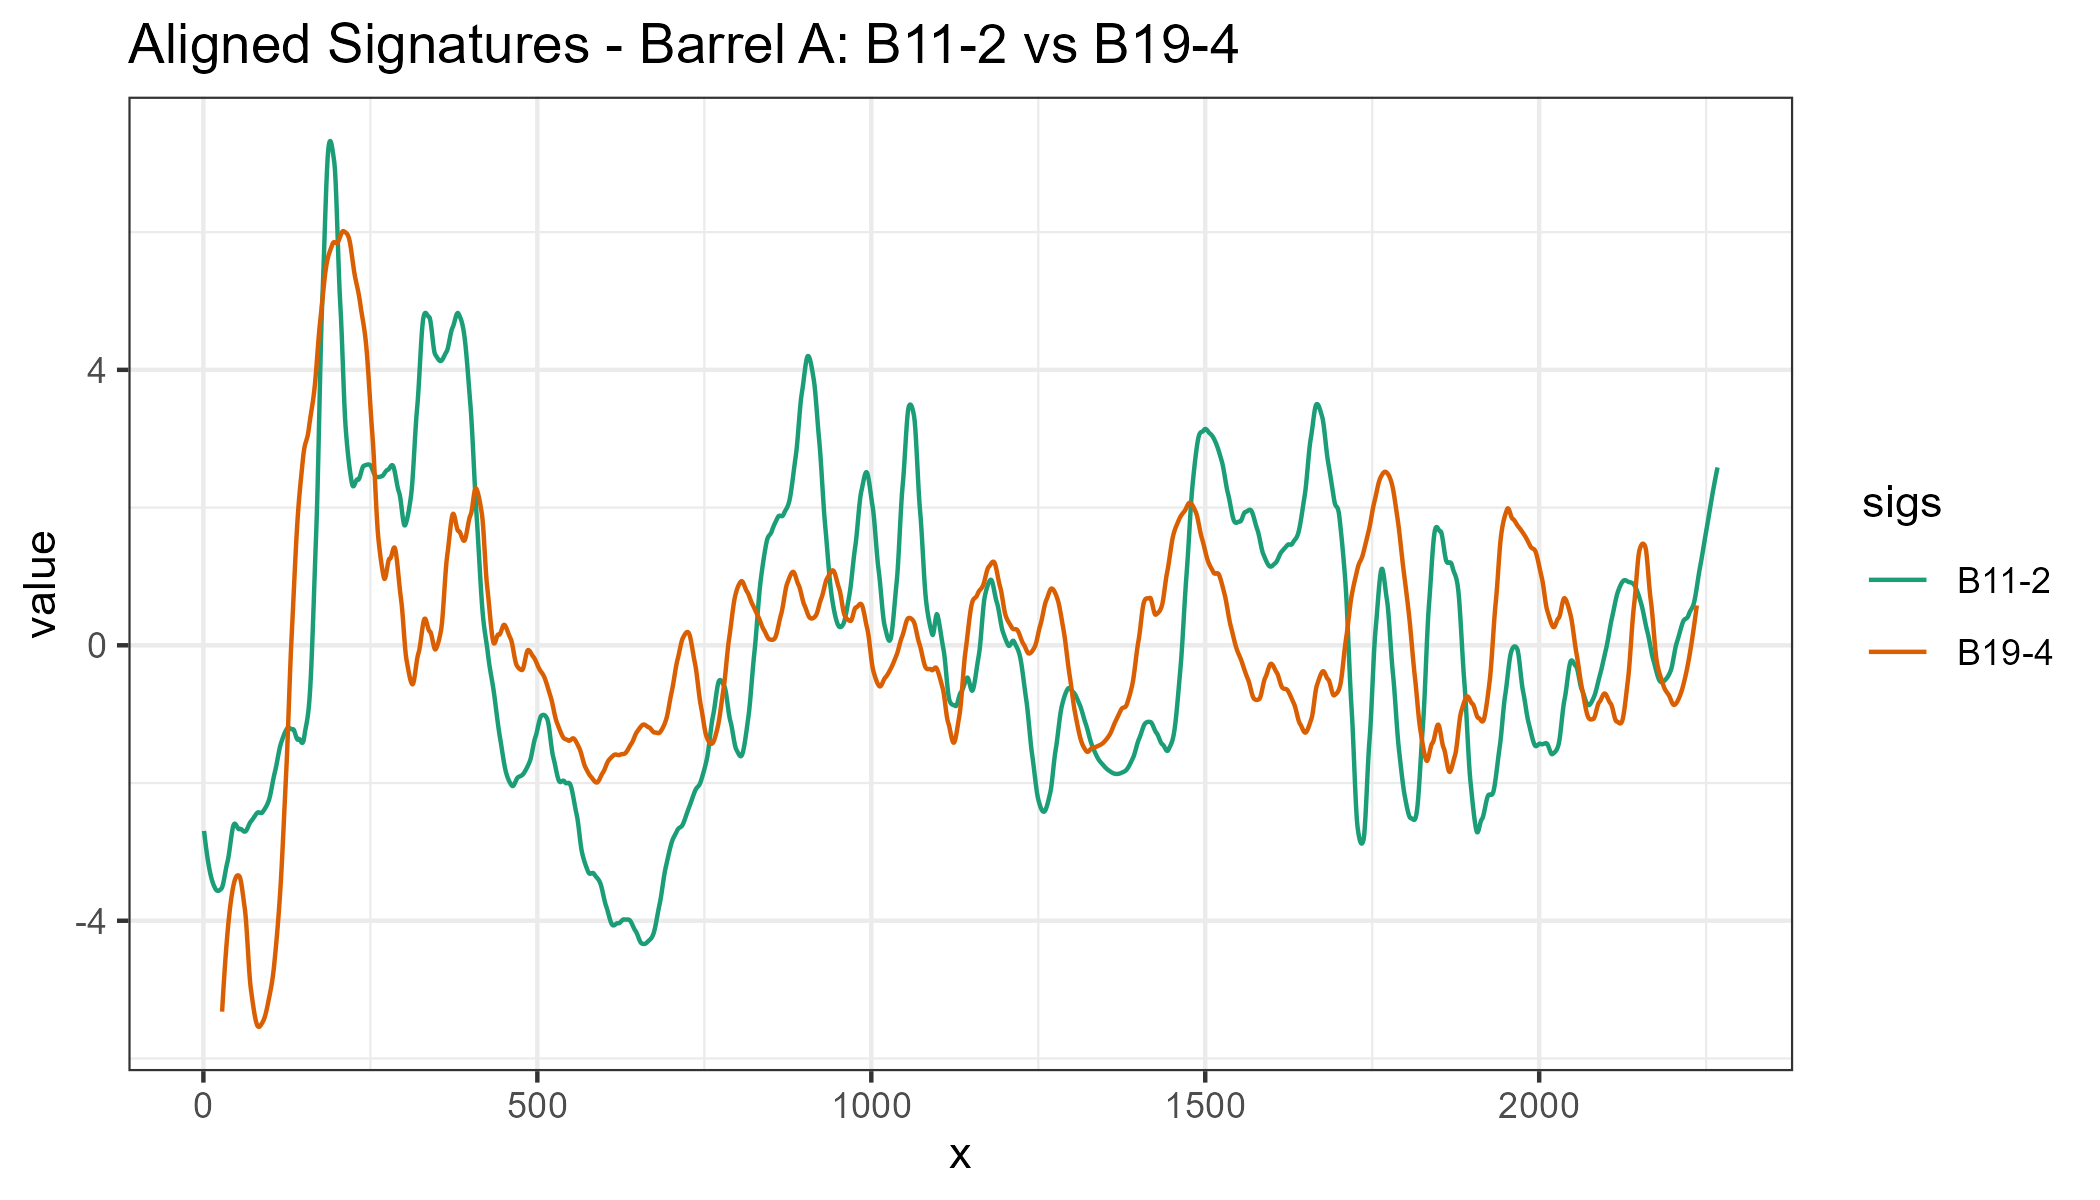 Aligned Signatures - Barrel A: B11-2 vs B19-4
value
4
0
-4
0
500
1000
1500
2000
x
sigs
B11-2
B19-4